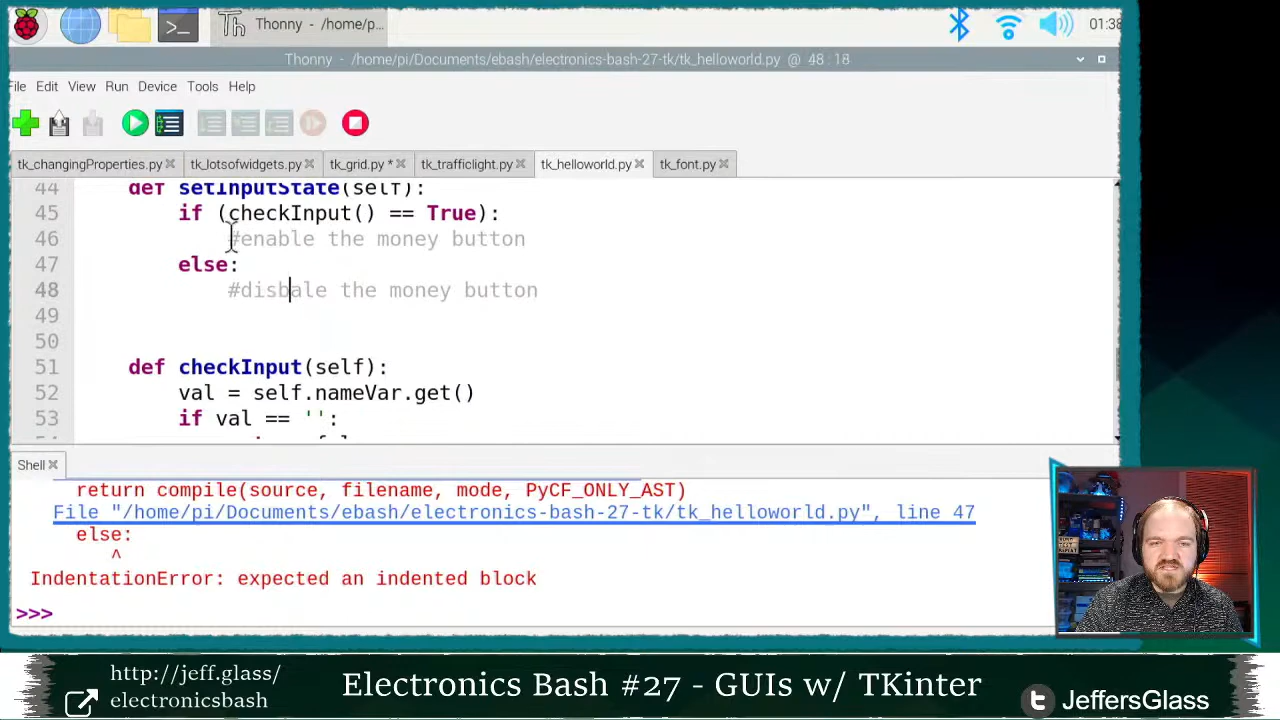 Thonny - /home/p...
01:38
Thonny - /home/pi/Documents/ebash/electronics-bash-27-tk/tk_helloworld.py @ 48 : 18
File Edit View Run Device Tools Help
tk_changingProperties.py tk_lotsofwidgets.py tk_grid.py * tk_trafficlight.py tk_helloworld.py tk_font.py
44 def setInputState(self):
45 if (checkInput() == True):
46 #enable the money button
47 else:
48 #disbale the money button
49
50
51 def checkInput(self):
52 val = self.nameVar.get()
53 if val == '':
Shell
return compile(source, filename, mode, PyCF_ONLY_AST)
File "/home/pi/Documents/ebash/electronics-bash-27-tk/tk_helloworld.py", line 47
else:
^
IndentationError: expected an indented block
>>>
http://jeff.glass/
electronicsbash
Electronics Bash #27 - GUIs w/ TKinter
JeffersGlass